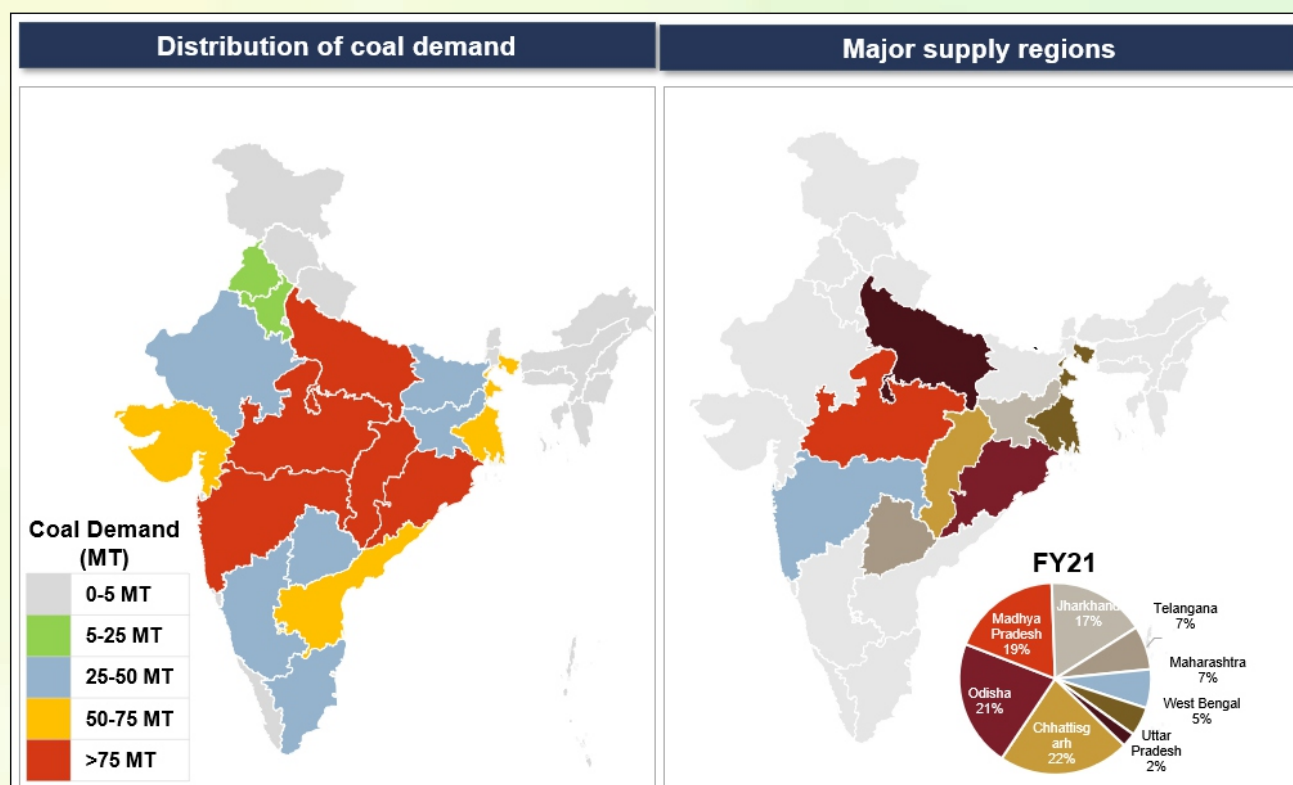 Distribution of coal demand
Major supply regions
Coal Demand
(MT)
0-5 MT
5-25 MT
25-50 MT
50-75 MT
>75 MT
FY21
Jharkhand
17%
Telangana
7%
Maharashtra
7%
West Bengal
5%
Uttar
Pradesh
2%
Chhattisg
arh
22%
Odisha
21%
Madhya
Pradesh
19%